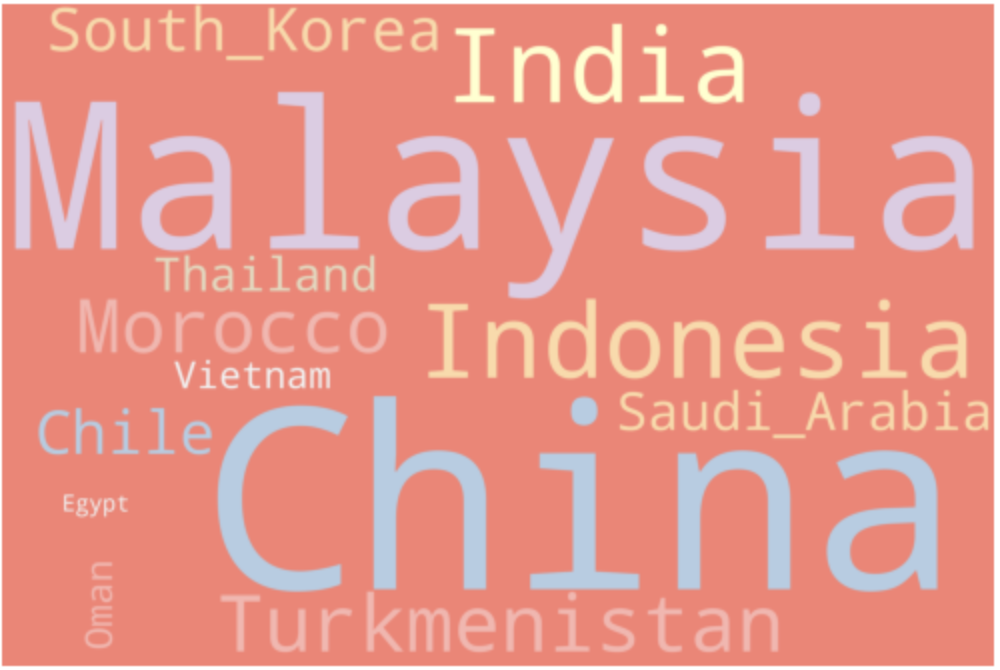 South_Korea
India
Malaysia
Thailand
Morocco
Indonesia
Vietnam
Saudi_Arabia
Chile
China
Egypt
Oman
Turkmenistan